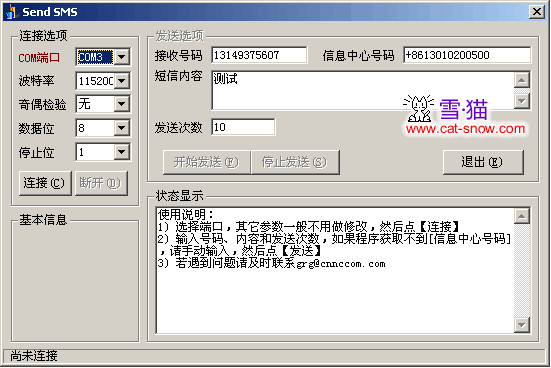 Send SMS
连接选项
COM端口 COM3
波特率 115200
奇偶检验 无
数据位 8
停止位 1
连接(C) 断开(D)
基本信息
发送选项
接收号码 13149375607 信息中心号码 +8613010200500
短信内容 测试
雪·猫
www.cat-snow.com
发送次数 10
开始发送(F) 停止发送(S) 退出(E)
状态显示
使用说明：
1) 选择端口，其它参数一般不用做修改，然后点【连接】
2) 输入号码、内容和发送次数，如果程序获取不到[信息中心号码]
，请手动输入，然后点【发送】
3) 若遇到问题请及时联系grg@cnnccom.com
尚未连接